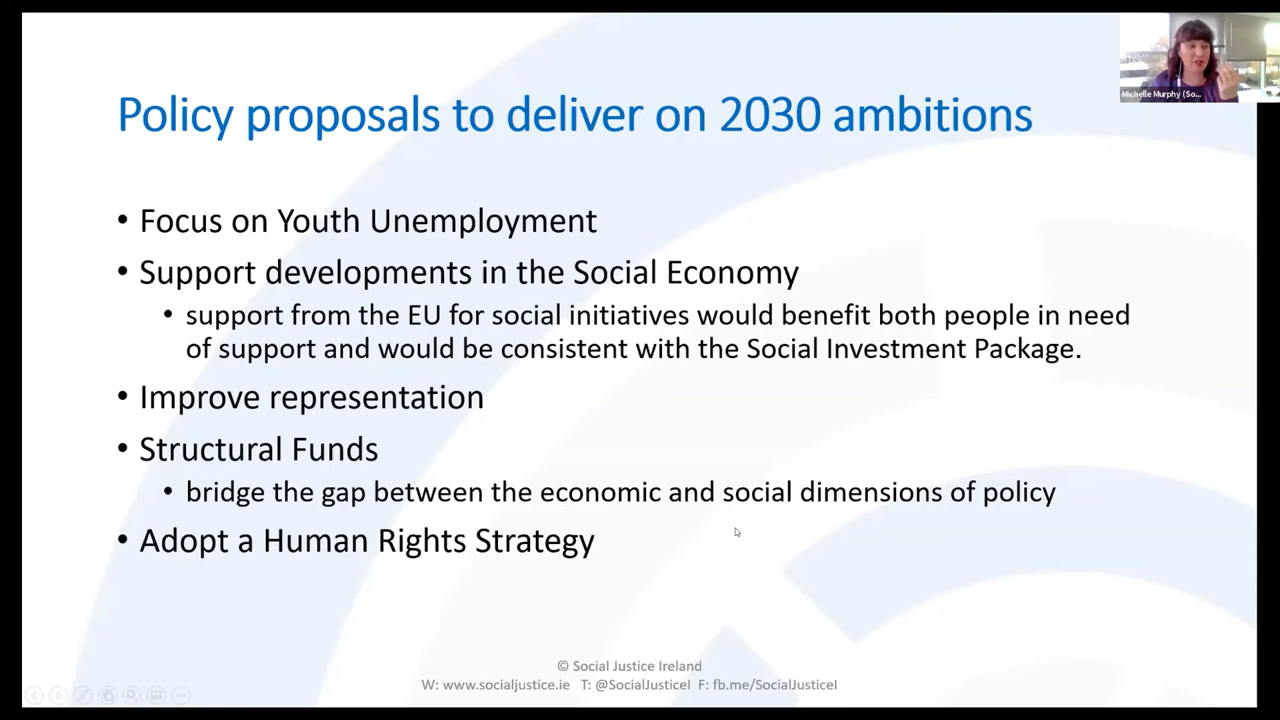 Policy proposals to deliver on 2030 ambitions
Michelle Murphy (So...
• Focus on Youth Unemployment
• Support developments in the Social Economy
• support from the EU for social initiatives would benefit both people in need
of support and would be consistent with the Social Investment Package.
• Improve representation
• Structural Funds
• bridge the gap between the economic and social dimensions of policy
• Adopt a Human Rights Strategy
© Social Justice Ireland
W: www.socialjustice.ie T: @SocialJusticeI F: fb.me/SocialJusticeI